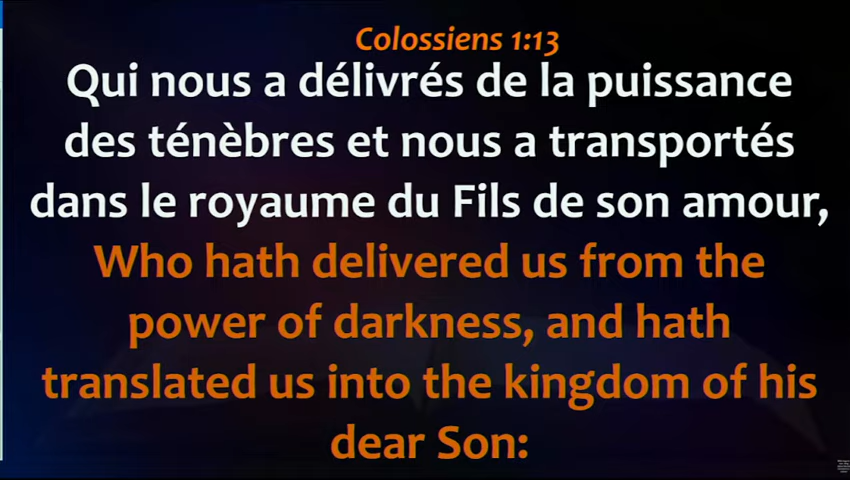 Colossiens 1:13
Qui nous a délivrés de la puissance
des ténèbres et nous a transportés
dans le royaume du Fils de son amour,
Who hath delivered us from the
power of darkness, and hath
translated us into the kingdom of his
dear Son: